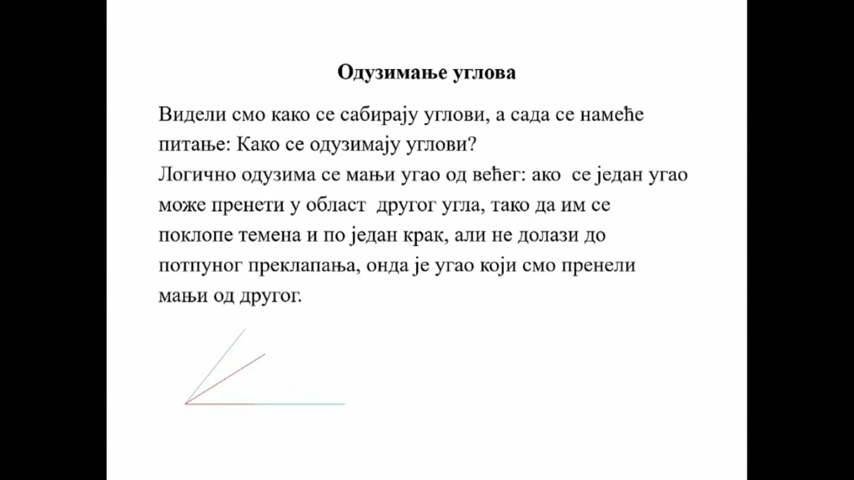 Одузимање углова
Видели смо како се сабирају углови, а сада се намеће
питање: Како се одузимају углови?
Логично одузима се мањи угао од већег: ако се један угао
може пренети у област другог угла, тако да им се
поклопе темена и по један крак, али не долази до
потпуног преклапања, онда је угао који смо пренели
мањи од другог.